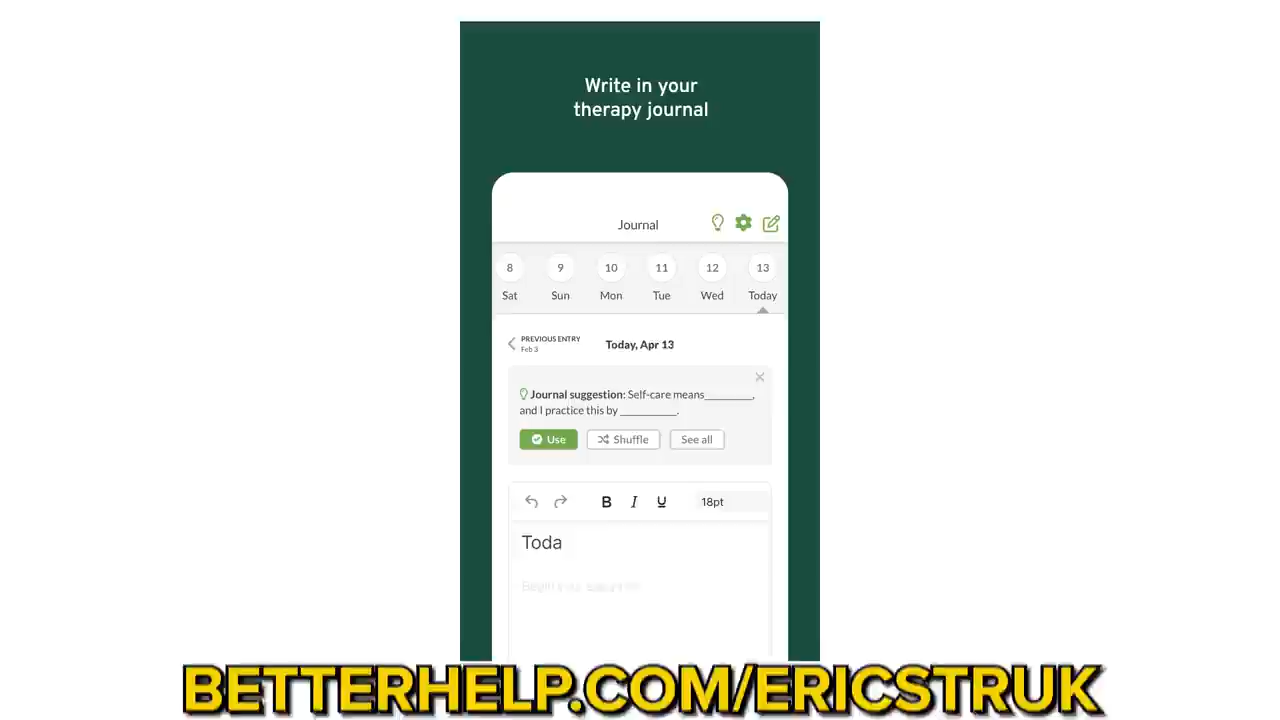 Write in your
therapy journal
Journal
8 9 10 11 12 13
Sat Sun Mon Tue Wed Today
PREVIOUS ENTRY
Feb 3
Today, Apr 13
Journal suggestion: Self-care means_________,
and I practice this by __________.
Use Shuffle See all
B I U 18pt
Toda
BETTERHELP.COM/ERICSTRUK